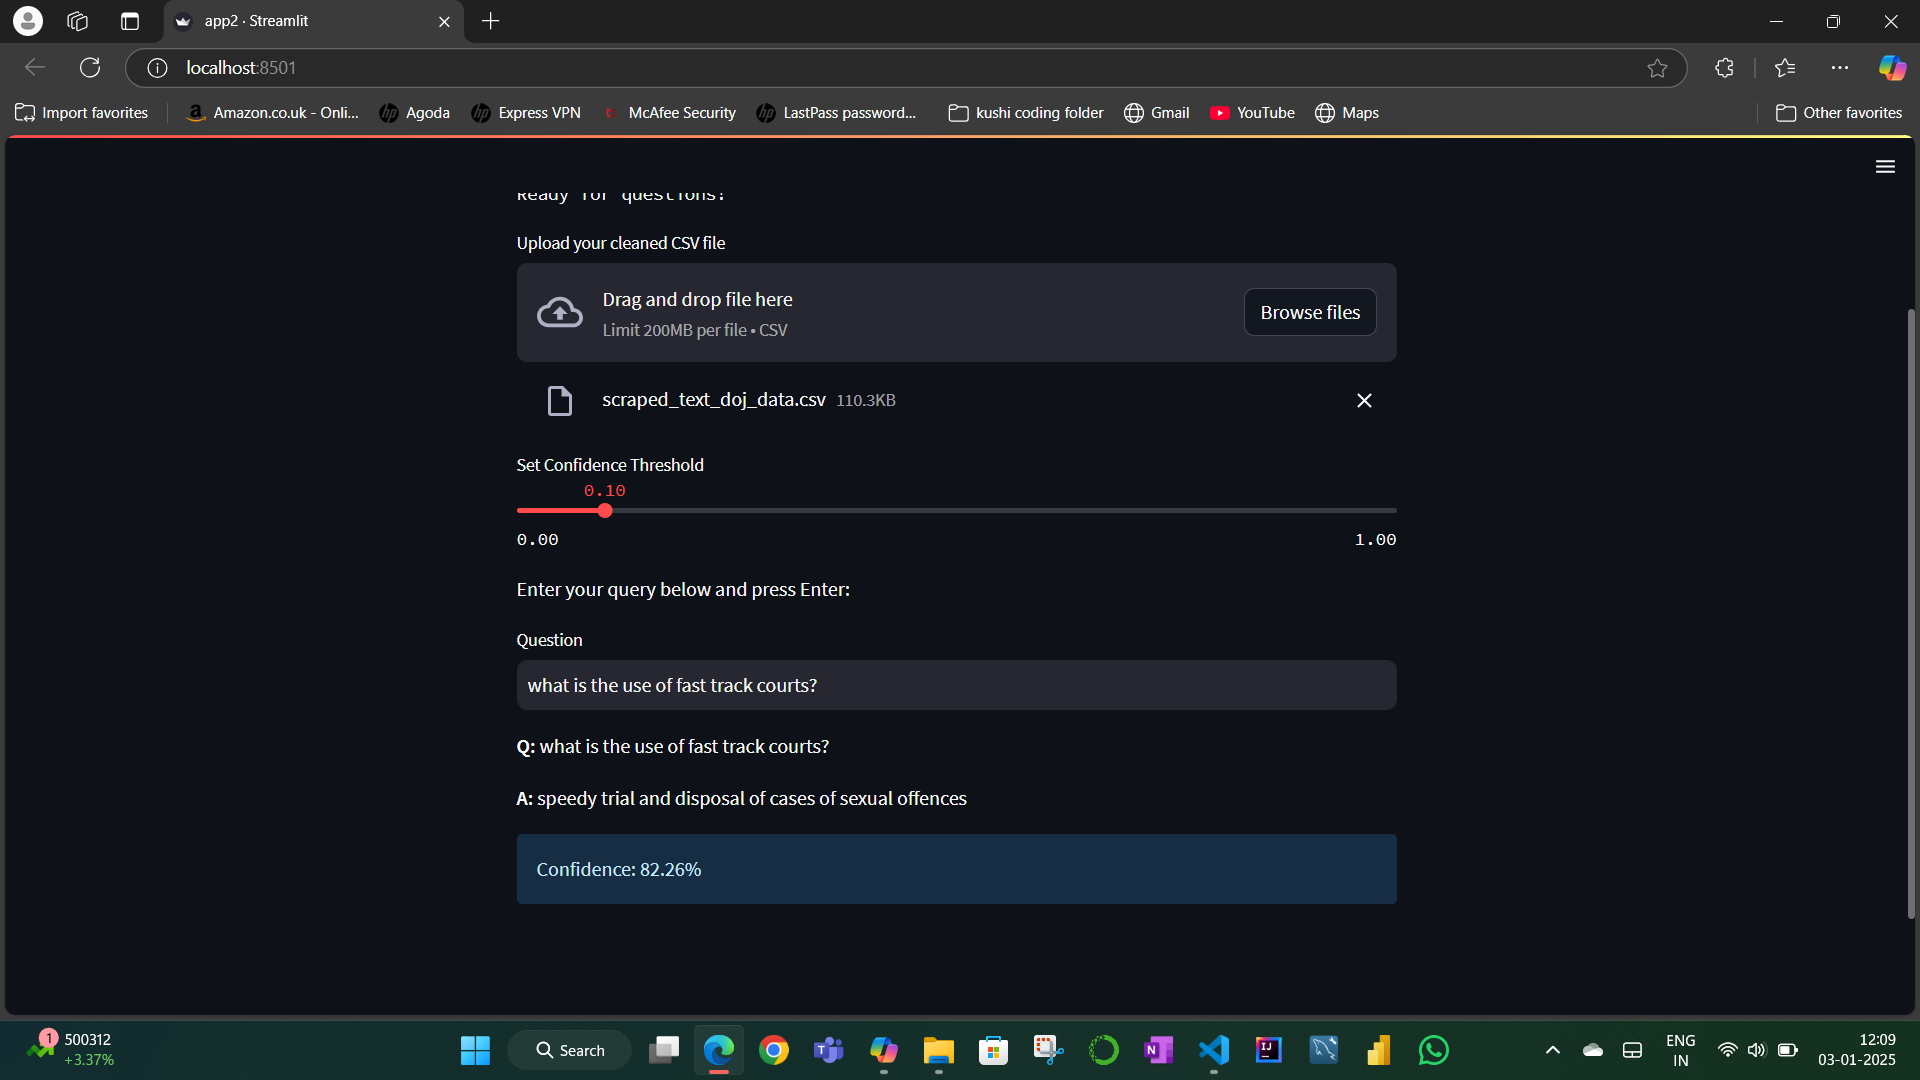 app2 · Streamlit
localhost:8501
Import favorites
Amazon.co.uk - Onli...
Agoda
Express VPN
McAfee Security
LastPass password...
kushi coding folder
Gmail
YouTube
Maps
Other favorites
Ready for questions!
Upload your cleaned CSV file
Drag and drop file here
Limit 200MB per file • CSV
Browse files
scraped_text_doj_data.csv 110.3KB
Set Confidence Threshold
0.10
0.00
1.00
Enter your query below and press Enter:
Question
what is the use of fast track courts?
Q: what is the use of fast track courts?
A: speedy trial and disposal of cases of sexual offences
Confidence: 82.26%
1
500312
+3.37%
Search
ENG
IN
12:09
03-01-2025